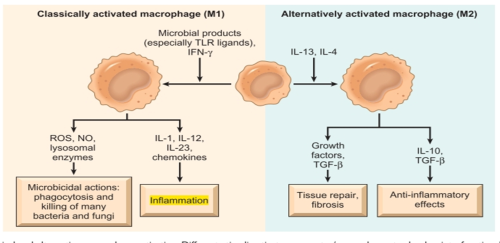 Classically activated macrophage (M1)
Alternatively activated macrophage (M2)
Microbial products
(especially TLR ligands),
IFN-γ
IL-13, IL-4
ROS, NO,
lysosomal
enzymes
IL-1, IL-12,
IL-23,
chemokines
Growth
factors,
TGF-β
IL-10,
TGF-β
Microbicidal actions:
phagocytosis and
killing of many
bacteria and fungi
Inflammation
Tissue repair,
fibrosis
Anti-inflammatory
effects